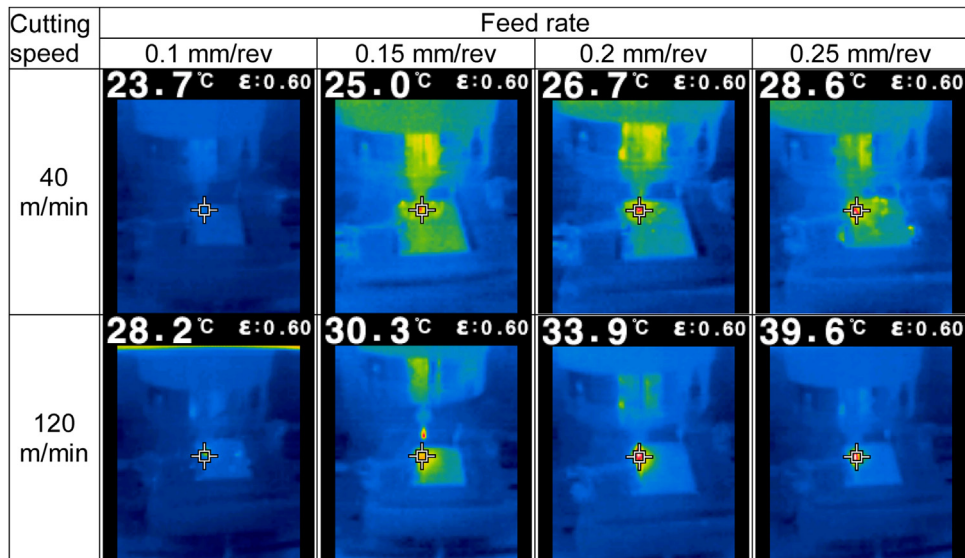 Cutting speed
Feed rate
0.1 mm/rev
0.15 mm/rev
0.2 mm/rev
0.25 mm/rev
40 m/min
23.7 °C ε:0.60
25.0 °C ε:0.60
26.7 °C ε:0.60
28.6 °C ε:0.60
120 m/min
28.2 °C ε:0.60
30.3 °C ε:0.60
33.9 °C ε:0.60
39.6 °C ε:0.60